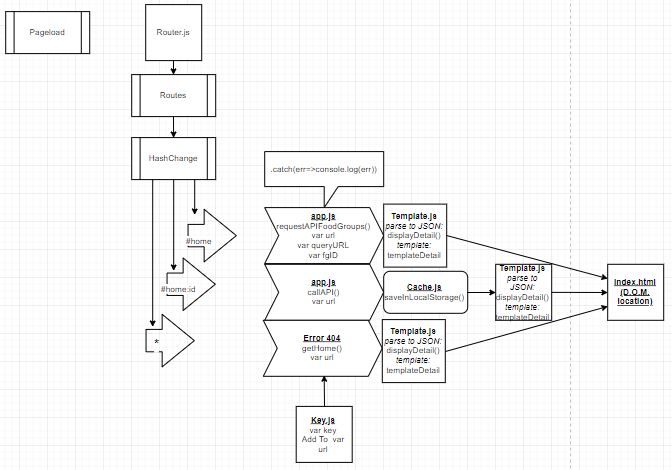 Pageload
Router.js
Routes
HashChange
.catch(err=>console.log(err))
#home
#home:id
*
app.js
requestAPIFoodGroups()
var url
var queryURL
var fgID
Template.js
parse to JSON:
displayDetail()
template:
templateDetail
app.js
callAPI()
var url
Cache.js
saveInLocalStorage()
Template.js
parse to
JSON:
displayDetail()
template:
templateDetail
Index.html
(D.O.M.
location)
Error 404
getHome()
var url
Template.js
parse to JSON:
displayDetail()
template:
templateDetail
Key.js
var key
Add To var
url